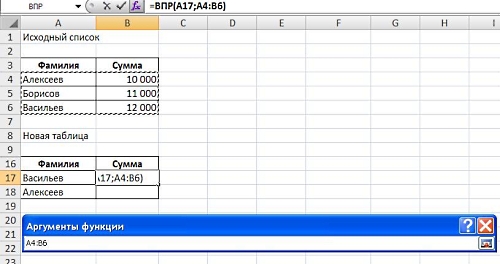 ВПР =ВПР(A17;A4:B6)
A B C D E F G
1 Исходный список
2
3 Фамилия Сумма
4 Алексеев 10 000
5 Борисов 11 000
6 Васильев 12 000
7
8 Новая таблица
16 Фамилия Сумма
17 Васильев A17;A4:B6)
18 Алексеев
19
20
21 Аргументы функции ? X
22 A4:B6
23